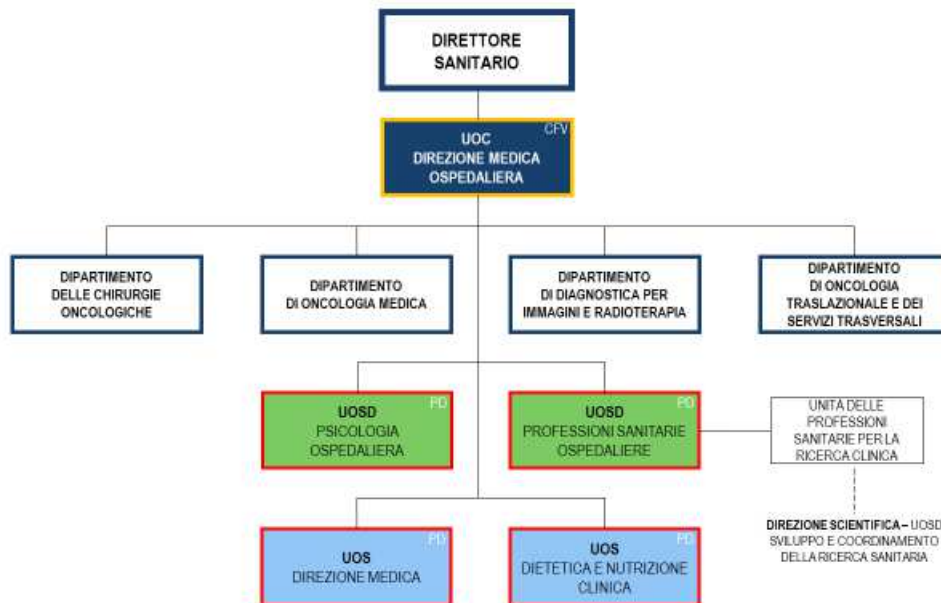 DIRETTORE
SANITARIO
CFV
UOC
DIREZIONE MEDICA
OSPEDALIERA
DIPARTIMENTO
DELLE CHIRURGIE
ONCOLOGICHE
DIPARTIMENTO
DI ONCOLOGIA MEDICA
DIPARTIMENTO
DI DIAGNOSTICA PER
IMMAGINI E RADIOTERAPIA
DIPARTIMENTO
DI ONCOLOGIA
TRASLAZIONALE E DEI
SERVIZI TRASVERSALI
PD
UOSD
PSICOLOGIA
OSPEDALIERA
PD
UOSD
PROFESSIONI SANITARIE
OSPEDALIERE
UNITÀ DELLE
PROFESSIONI
SANITARIE PER LA
RICERCA CLINICA
DIREZIONE SCIENTIFICA – UOSD
SVILUPPO E COORDINAMENTO
DELLA RICERCA SANITARIA
PD
UOS
DIREZIONE MEDICA
PD
UOS
DIETETICA E NUTRIZIONE
CLINICA